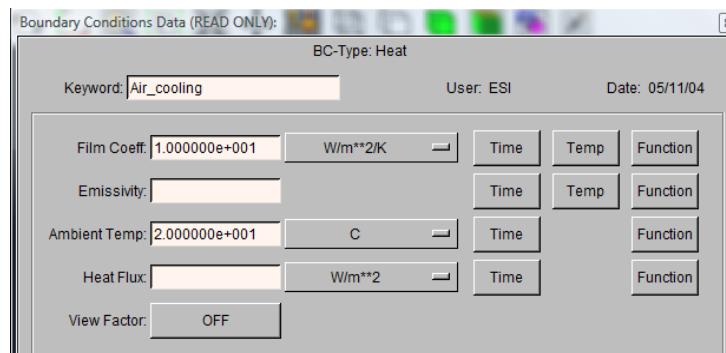 Boundary Conditions Data (READ ONLY):
BC-Type: Heat
Keyword: Air_cooling User: ESI Date: 05/11/04
Film Coeff: 1.000000e+001 W/m**2/K Time Temp Function
Emissivity: Time Temp Function
Ambient Temp: 2.000000e+001 C Time Function
Heat Flux: W/m**2 Time Function
View Factor: OFF